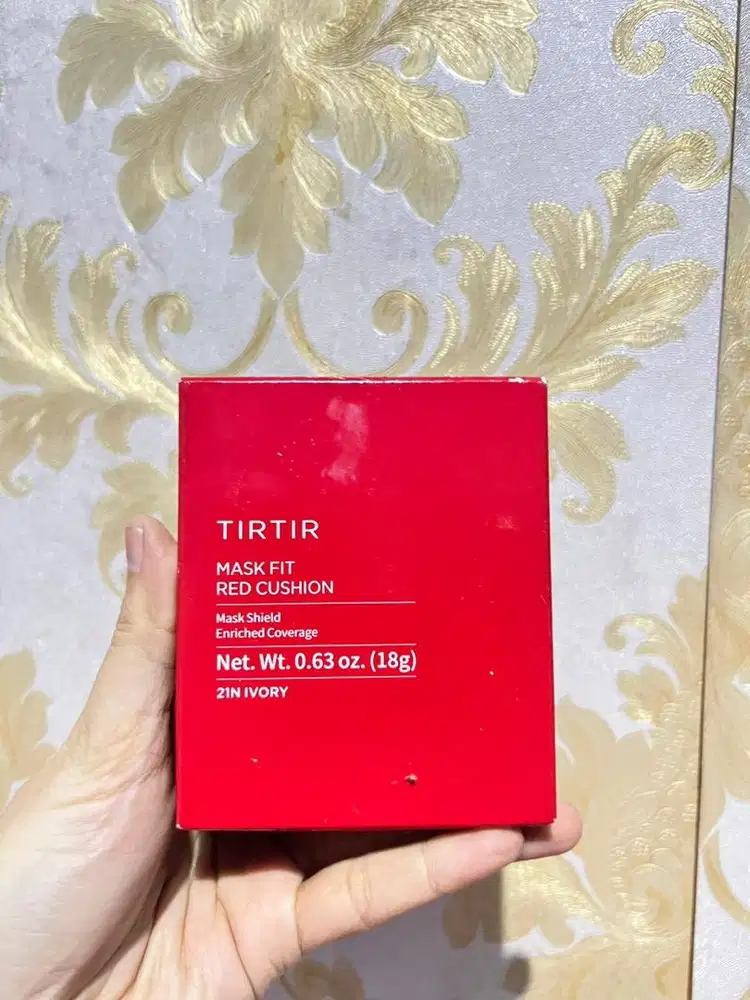 TIRTIR
MASK FIT
RED CUSHION
Mask Shield
Enriched Coverage
Net. Wt. 0.63 oz. (18g)
21N IVORY